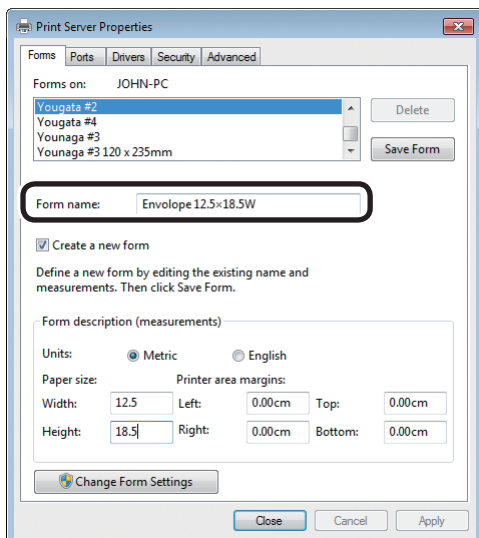 Print Server Properties
Forms Ports Drivers Security Advanced
Forms on: JOHN-PC
Yougata #2
Yougata #4
Younaga #3
Younaga #3 120 x 235mm
Delete
Save Form
Form name: Envolope 12.5×18.5W
Create a new form
Define a new form by editing the existing name and
measurements. Then click Save Form.
Form description (measurements)
Units: Metric English
Paper size: Printer area margins:
Width: 12.5 Left: 0.00cm Top: 0.00cm
Height: 18.5 Right: 0.00cm Bottom: 0.00cm
Change Form Settings
Close Cancel Apply